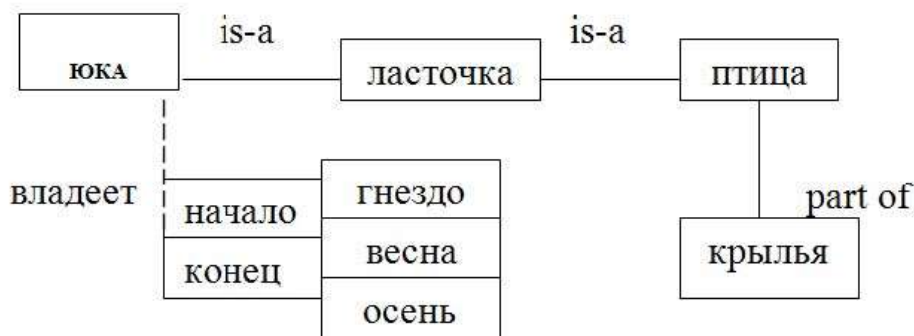 is-a
is-a
ЮКА
ласточка
птица
владеет
гнездо
part of
начало
весна
крылья
конец
осень